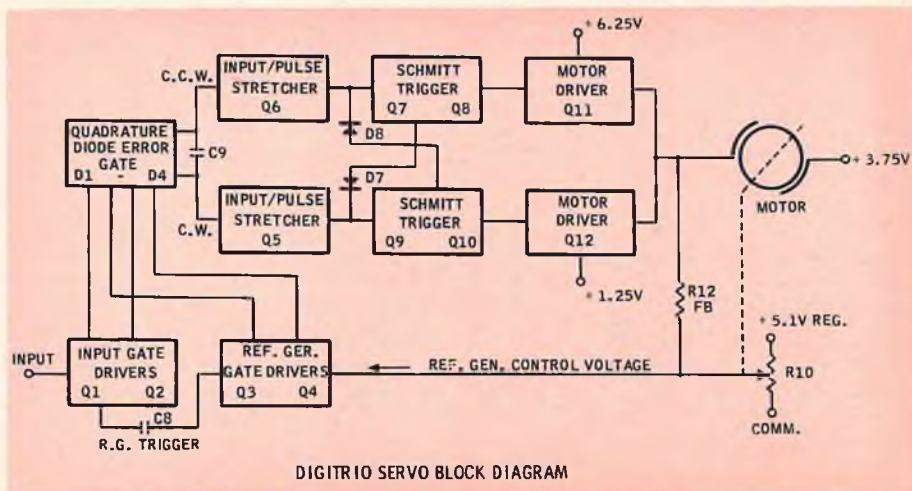 + 6.25V
C.C.W.
INPUT/PULSE
STRETCHER
Q6
SCHMITT
TRIGGER
Q7 Q8
MOTOR
DRIVER
Q11
QUADRATURE
DIODE ERROR
GATE
D1 - D4
C9
D8
D7
+ 3.75V
MOTOR
C.W.
INPUT/PULSE
STRETCHER
Q5
SCHMITT
TRIGGER
Q9 Q10
MOTOR
DRIVER
Q12
+ 1.25V
R12
FB
+ 5.1V REG.
INPUT
INPUT GATE
DRIVERS
Q1 Q2
REF. GER.
GATE DRIVERS
Q3 Q4
REF. GEN. CONTROL VOLTAGE
R10
C8
R.G. TRIGGER
COMM.
DIGITRIO SERVO BLOCK DIAGRAM